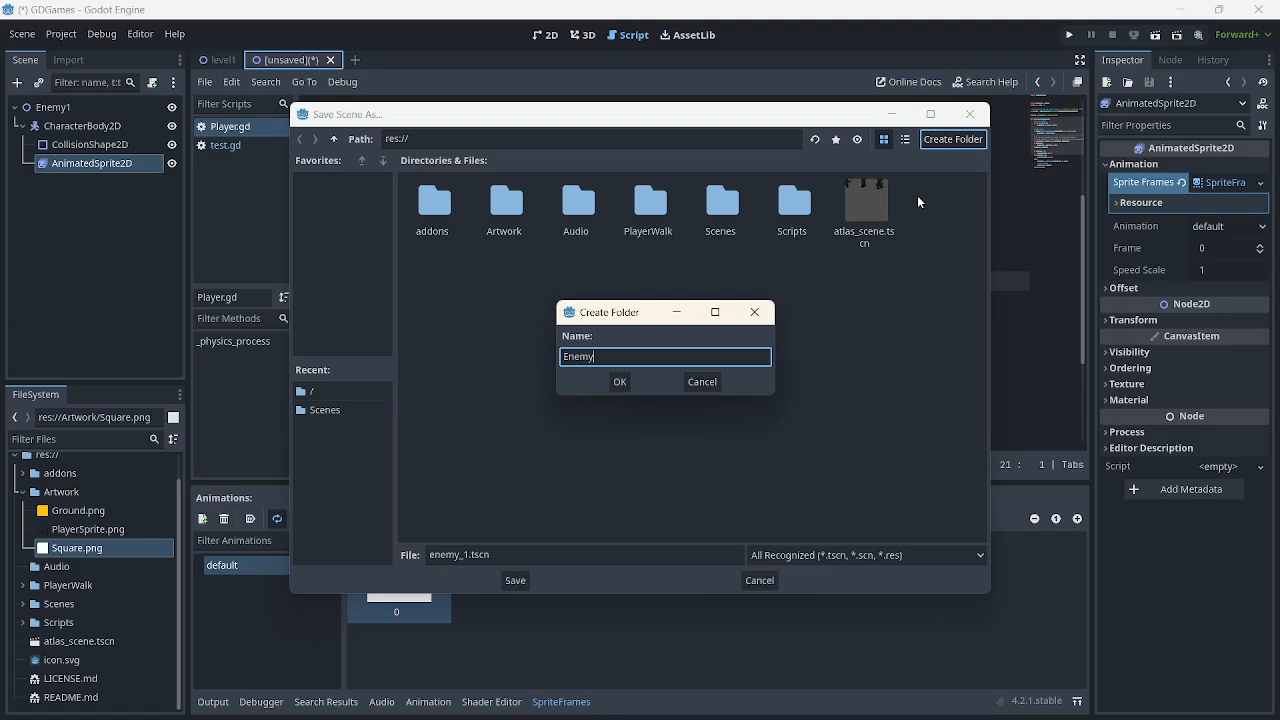 (*) GDGames - Godot Engine
Scene Project Debug Editor Help
2D 3D Script AssetLib
Forward+
Scene Import
level1 [unsaved](*)
Inspector Node History
Filter: name, t:t
File Edit Search Go To Debug
Online Docs Search Help
Enemy1
CharacterBody2D
CollisionShape2D
AnimatedSprite2D
Filter Scripts
Player.gd
test.gd
Player.gd
Filter Methods
_physics_process
Save Scene As...
Path: res://
Create Folder
Favorites:
Directories & Files:
addons
Artwork
Audio
PlayerWalk
Scenes
Scripts
atlas_scene.ts
cn
Recent:
/
Scenes
Create Folder
Name:
Enemy
OK Cancel
File: enemy_1.tscn
All Recognized (*.tscn, *.scn, *.res)
Save Cancel
AnimatedSprite2D
Filter Properties
AnimatedSprite2D
Animation
Sprite Frames SpriteFra
Resource
Animation default
Frame 0
Speed Scale 1
Offset
Node2D
Transform
CanvasItem
Visibility
Ordering
Texture
Material
Node
Process
Editor Description
Script <empty>
Add Metadata
21 : 1 | Tabs
FileSystem
res://Artwork/Square.png
Filter Files
res://
addons
Artwork
Ground.png
PlayerSprite.png
Square.png
Audio
PlayerWalk
Scenes
Scripts
atlas_scene.tscn
icon.svg
LICENSE.md
README.md
Animations:
Filter Animations
default
0
Output Debugger Search Results Audio Animation Shader Editor SpriteFrames
4.2.1.stable